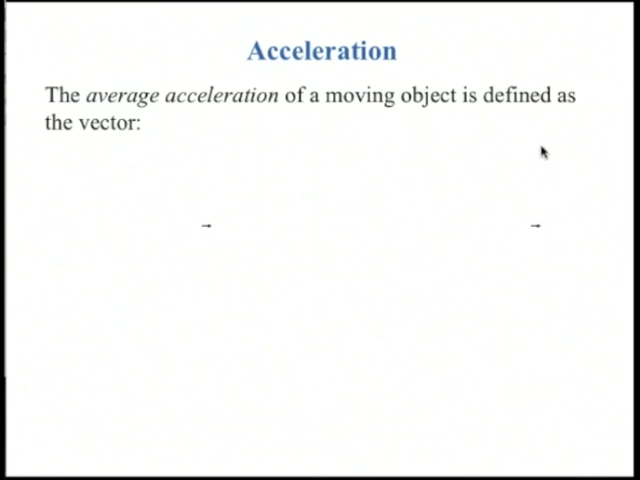 Acceleration
The average acceleration of a moving object is defined as
the vector:
→ →